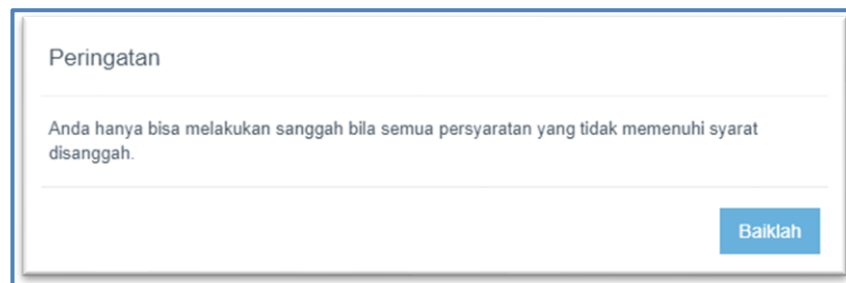 Peringatan
Anda hanya bisa melakukan sanggah bila semua persyaratan yang tidak memenuhi syarat
disanggah.
Baiklah